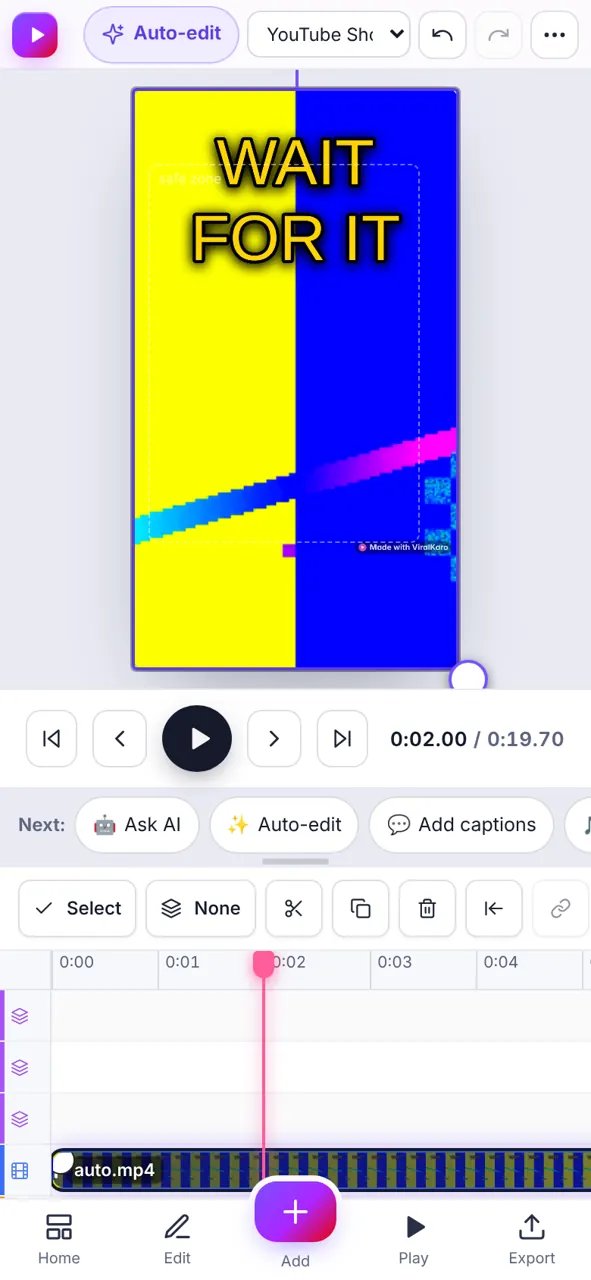 Auto-edit
YouTube Sho
safe zone
WAIT
FOR IT
Made with ViralKaro
0:02.00 / 0:19.70
Next:
Ask AI
Auto-edit
Add captions
Select
None
0:00
0:01
0:02
0:03
0:04
auto.mp4
Home
Edit
Add
Play
Export